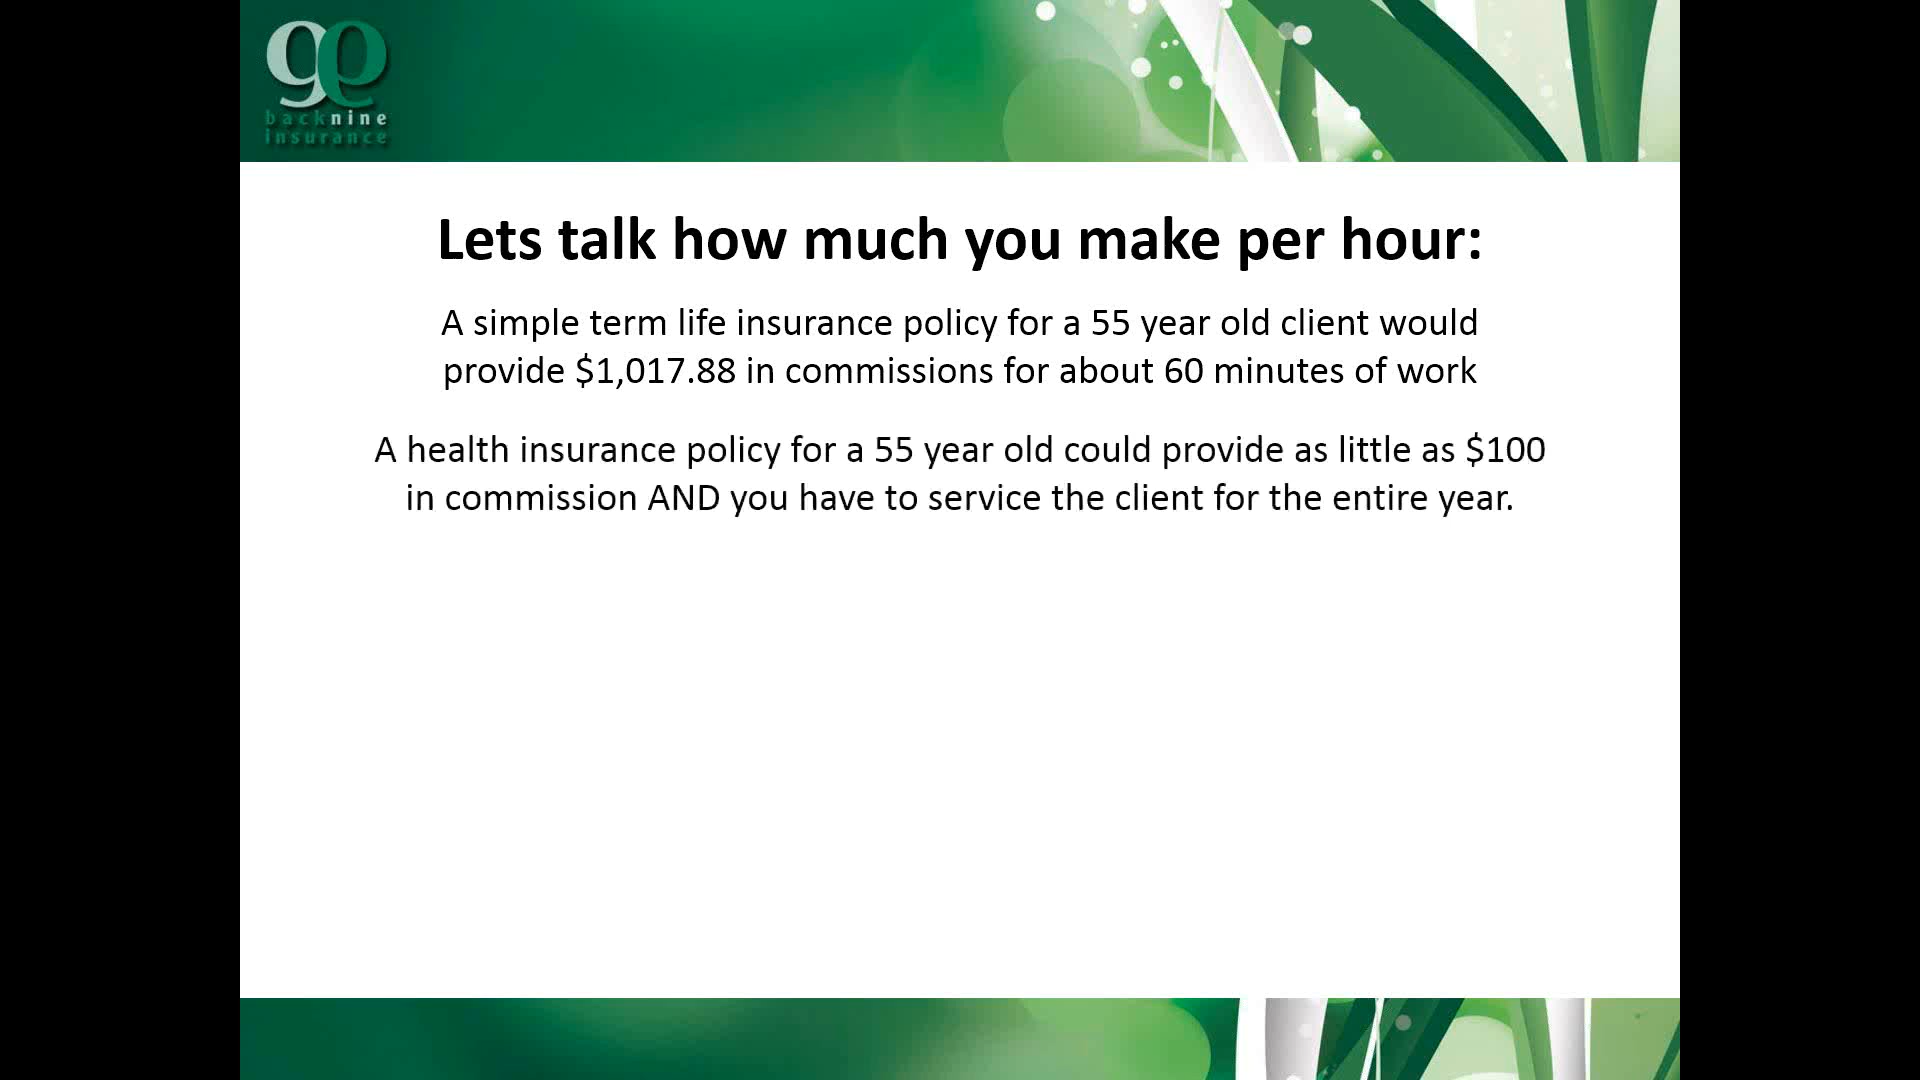 backnine
insurance
Lets talk how much you make per hour:
A simple term life insurance policy for a 55 year old client would
provide $1,017.88 in commissions for about 60 minutes of work
A health insurance policy for a 55 year old could provide as little as $100
in commission AND you have to service the client for the entire year.